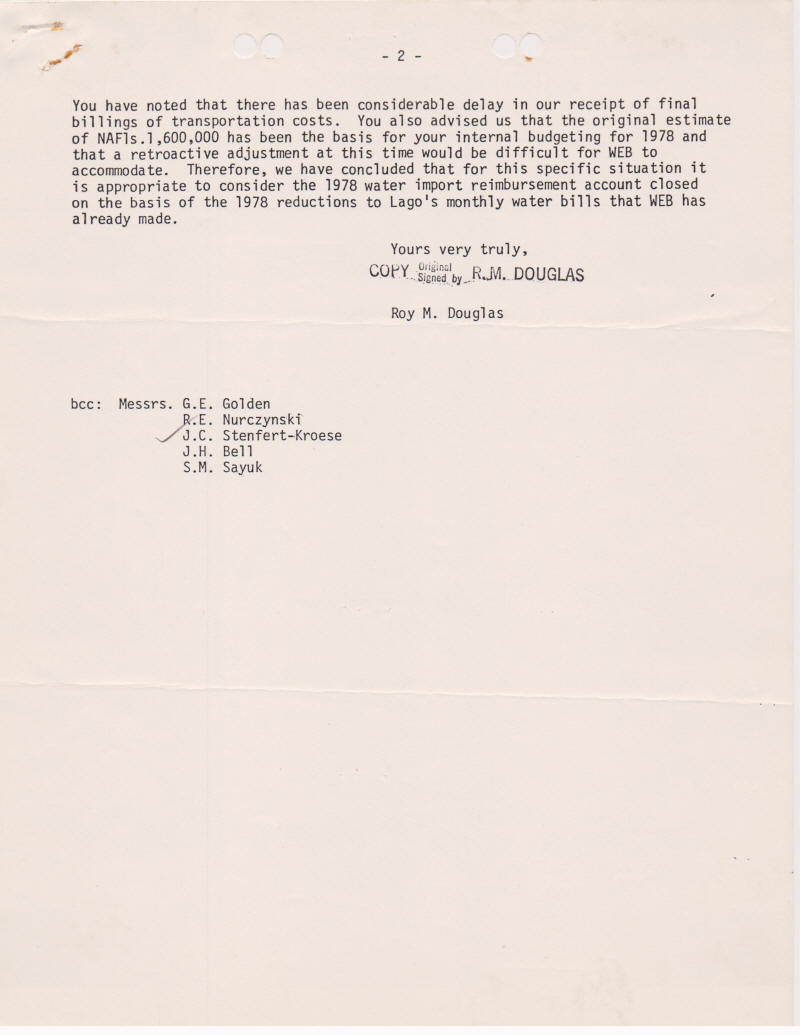 - 2 -
You have noted that there has been considerable delay in our receipt of final
billings of transportation costs.  You also advised us that the original estimate
of NAFls.1,600,000 has been the basis for your internal budgeting for 1978 and
that a retroactive adjustment at this time would be difficult for WEB to
accommodate.  Therefore, we have concluded that for this specific situation it
is appropriate to consider the 1978 water import reimbursement account closed
on the basis of the 1978 reductions to Lago's monthly water bills that WEB has
already made.
Yours very truly,
COPY Original Signed by R.M. DOUGLAS
Roy M. Douglas
bcc:  Messrs. G.E. Golden
R.E. Nurczynski
J.C. Stenfert-Kroese
J.H. Bell
S.M. Sayuk